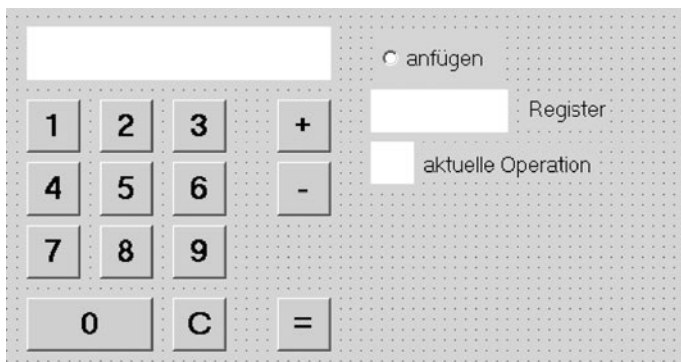 anfügen
1 2 3 +
Register
4 5 6 -
aktuelle Operation
7 8 9
0 C =